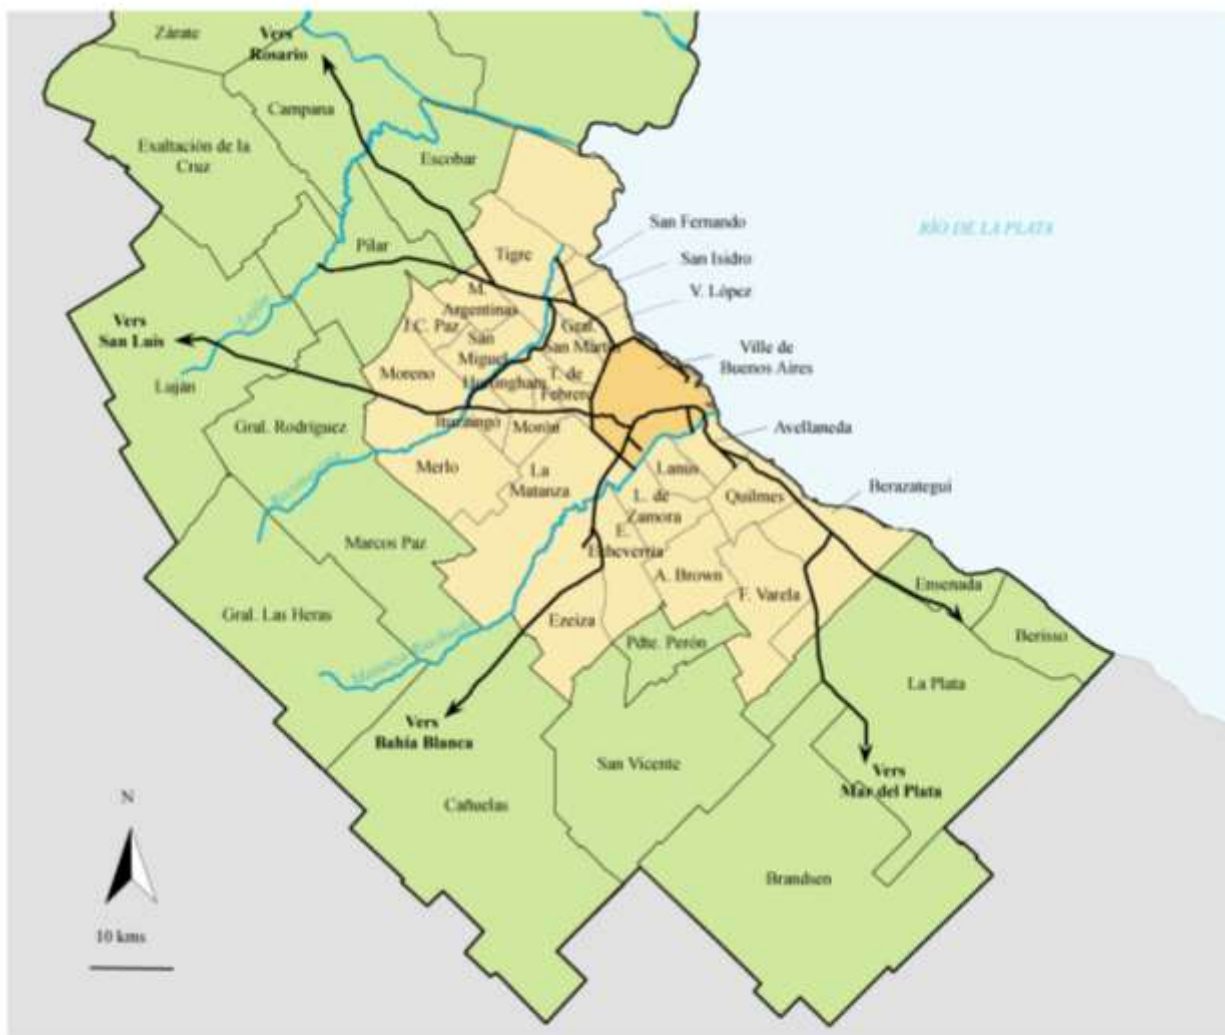 Zárate
Vers
Rosario
Campana
Exaltación de la
Cruz
Escobar
San Fernando
RÍO DE LA PLATA
Pilar
Tigre
San Isidro
M.
Argentinas
V. López
Luján
Vers
San Luis
J.C. Paz
San
Miguel
Gral.
San Martín
Ville de
Buenos Aires
Luján
Moreno
Hurlingham
T. de
Febrero
Gral. Rodríguez
Ituzaingó
Morón
Avellaneda
Merlo
La
Matanza
Lanús
Quilmes
Berazategui
Reconquista
L. de
Zamora
Marcos Paz
E.
Echeverría
A. Brown
F. Varela
Ensenada
Gral. Las Heras
Ezeiza
Pdte. Perón
Berisso
Matanza-Riachuelo
La Plata
Vers
Bahía Blanca
San Vicente
Vers
Mar del Plata
N
Cañuelas
Brandsen
10 kms